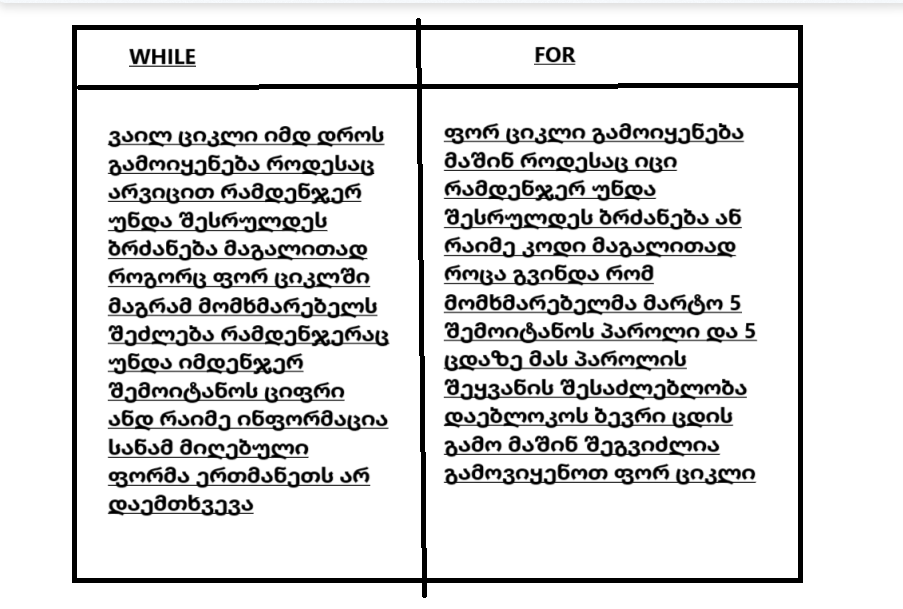 WHILE
ვაილ ციკლი იმდ დროს
გამოიყენება როდესაც
არვიცით რამდენჯერ
უნდა შესრულდეს
ბრძანება მაგალითად
როგორც ფორ ციკლში
მაგრამ მომხმარებელს
შეძლება რამდენჯერაც
უნდა იმდენჯერ
შემოიტანოს ციფრი
ანდ რაიმე ინფორმაცია
სანამ მიღებული
ფორმა ერთმანეთს არ
დაემთხვევა
FOR
ფორ ციკლი გამოიყენება
მაშინ როდესაც იცი
რამდენჯერ უნდა
შესრულდეს ბრძანება ან
რაიმე კოდი მაგალითად
როცა გვინდა რომ
მომხმარებელმა მარტო 5
შემოიტანოს პაროლი და 5
ცდაზე მას პაროლის
შეყვანის შესაძლებლობა
დაებლოკოს ბევრი ცდის
გამო მაშინ შეგვიძლია
გამოვიყენოთ ფორ ციკლი